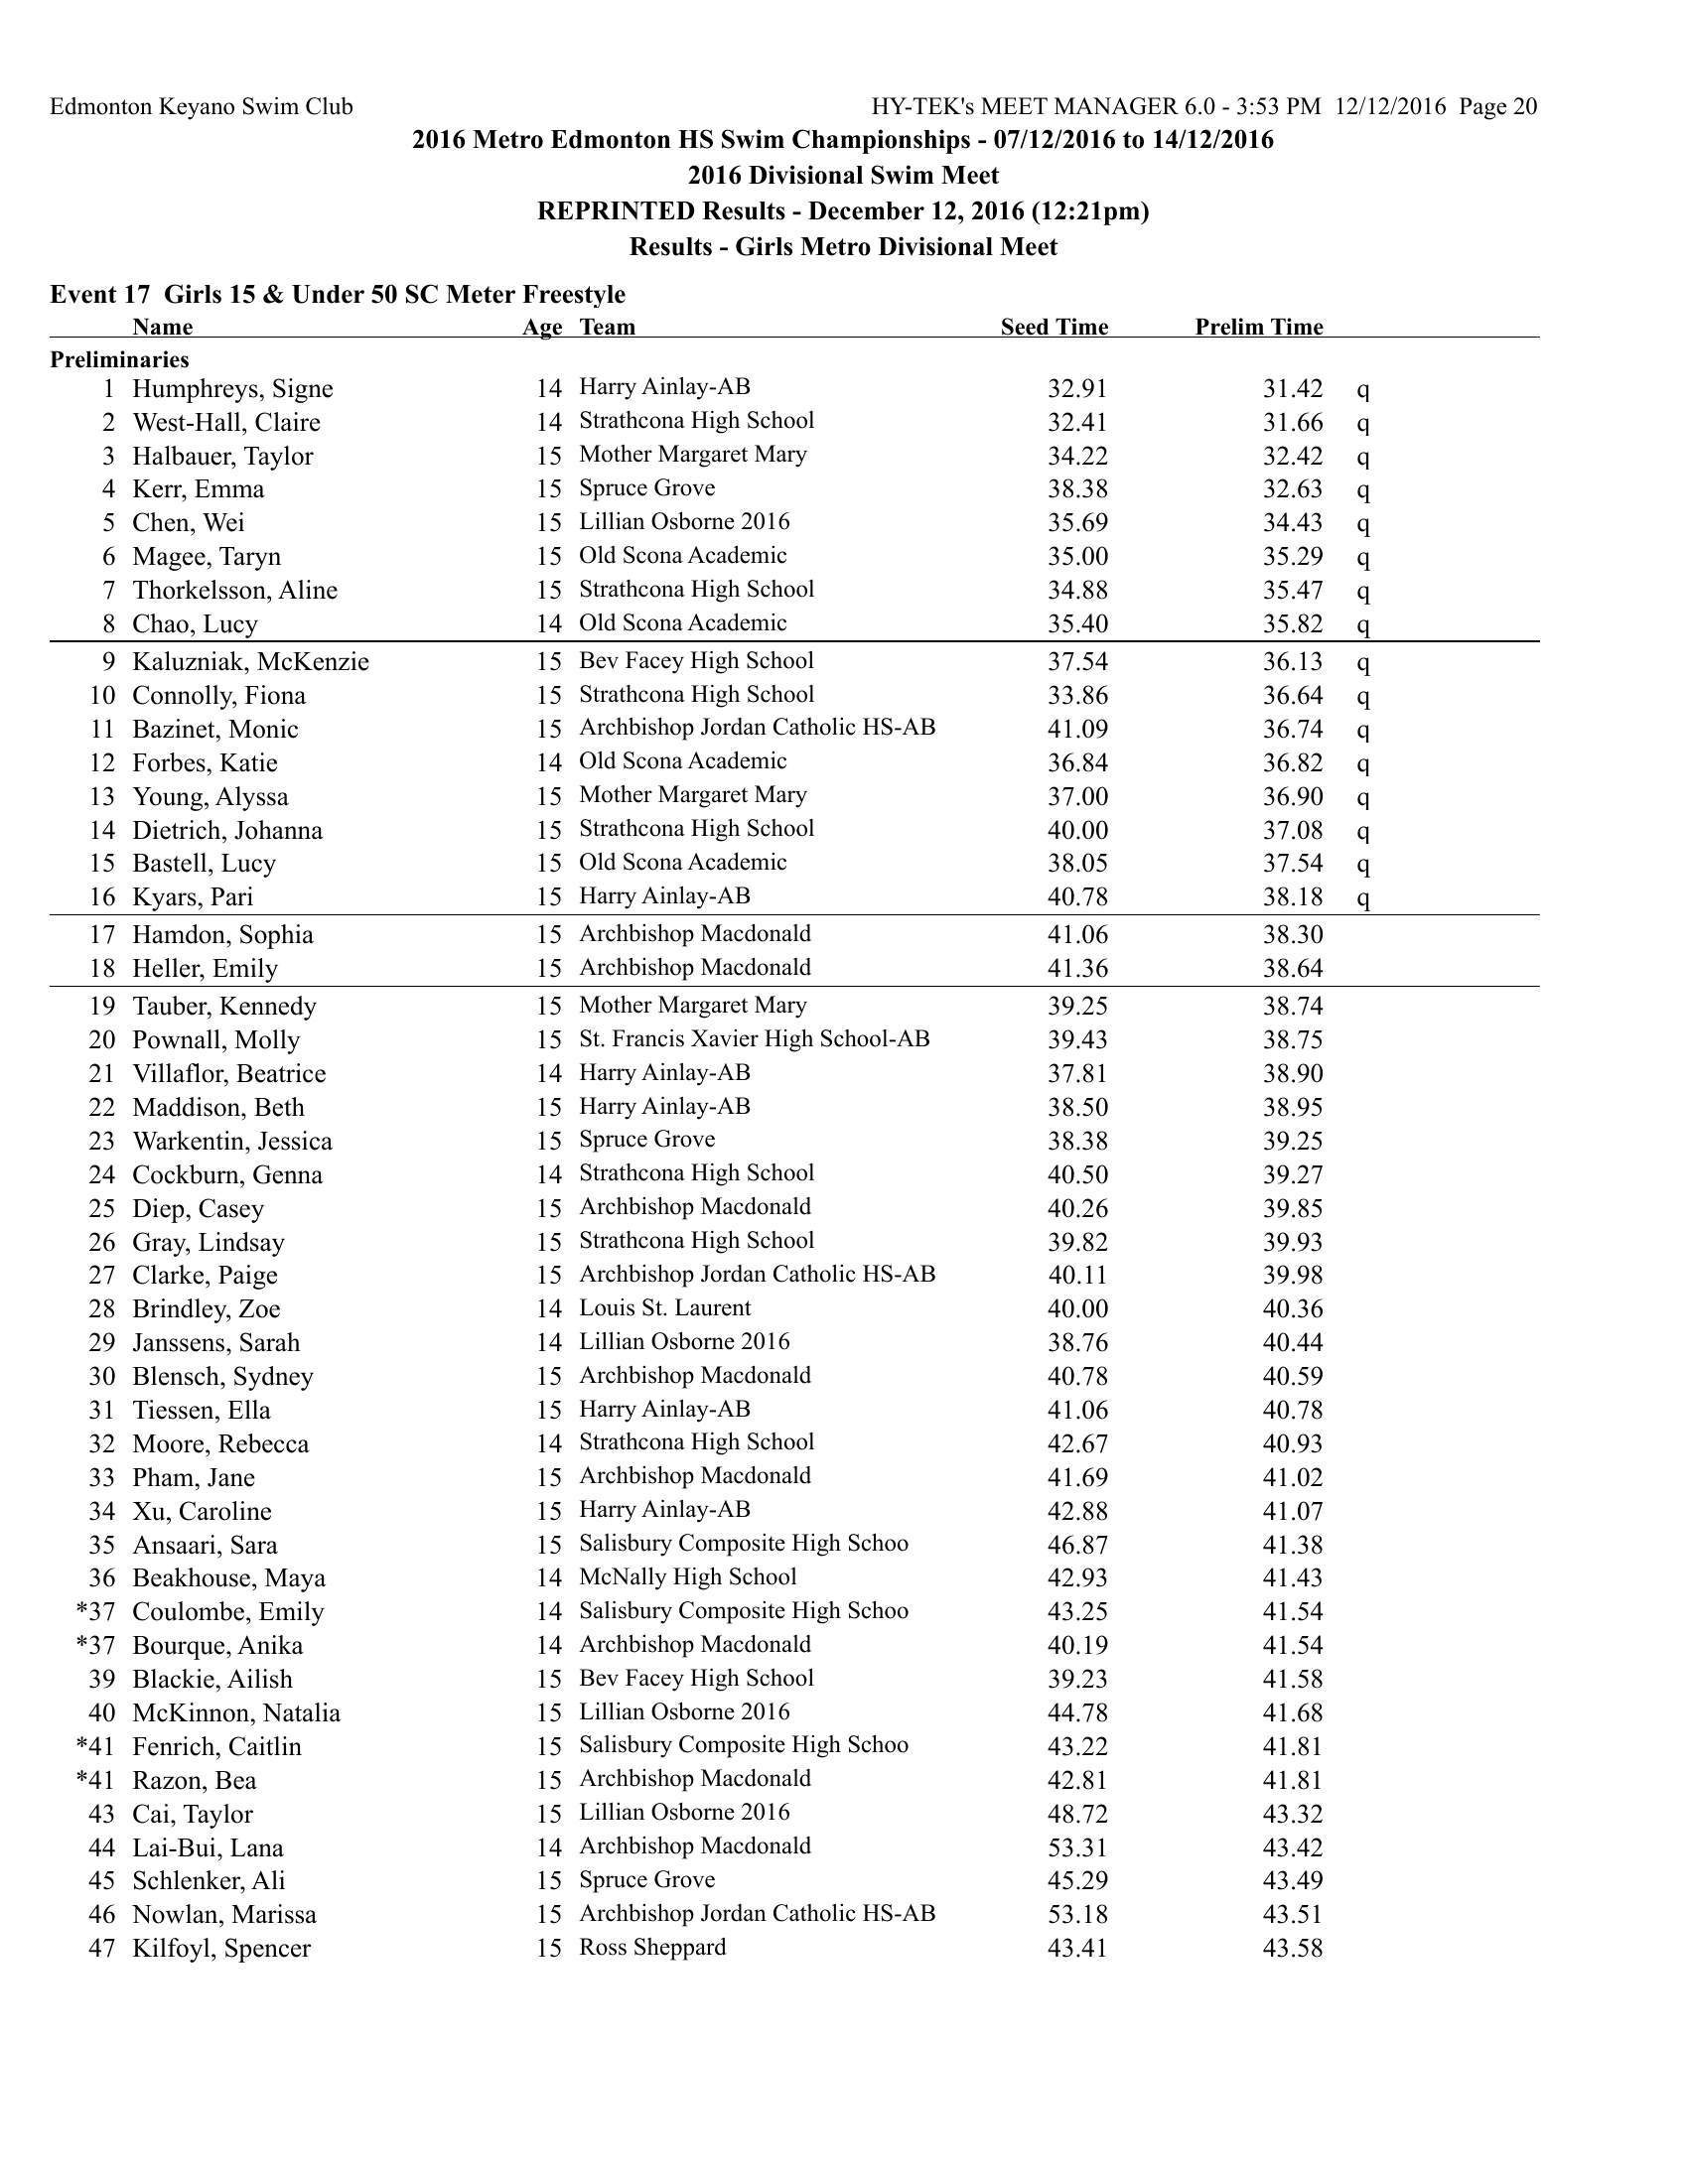 Edmonton Keyano Swim Club HY-TEK's MEET MANAGER 6.0 - 3:53 PM 12/12/2016 Page 20
2016 Metro Edmonton HS Swim Championships - 07/12/2016 to 14/12/2016
2016 Divisional Swim Meet
REPRINTED Results - December 12, 2016 (12:21pm)
Results - Girls Metro Divisional Meet
Event 17 Girls 15 & Under 50 SC Meter Freestyle
Name Age Team Seed Time Prelim Time
Preliminaries
1 Humphreys, Signe 14 Harry Ainlay-AB 32.91 31.42 q
2 West-Hall, Claire 14 Strathcona High School 32.41 31.66 q
3 Halbauer, Taylor 15 Mother Margaret Mary 34.22 32.42 q
4 Kerr, Emma 15 Spruce Grove 38.38 32.63 q
5 Chen, Wei 15 Lillian Osborne 2016 35.69 34.43 q
6 Magee, Taryn 15 Old Scona Academic 35.00 35.29 q
7 Thorkelsson, Aline 15 Strathcona High School 34.88 35.47 q
8 Chao, Lucy 14 Old Scona Academic 35.40 35.82 q
9 Kaluzniak, McKenzie 15 Bev Facey High School 37.54 36.13 q
10 Connolly, Fiona 15 Strathcona High School 33.86 36.64 q
11 Bazinet, Monic 15 Archbishop Jordan Catholic HS-AB 41.09 36.74 q
12 Forbes, Katie 14 Old Scona Academic 36.84 36.82 q
13 Young, Alyssa 15 Mother Margaret Mary 37.00 36.90 q
14 Dietrich, Johanna 15 Strathcona High School 40.00 37.08 q
15 Bastell, Lucy 15 Old Scona Academic 38.05 37.54 q
16 Kyars, Pari 15 Harry Ainlay-AB 40.78 38.18 q
17 Hamdon, Sophia 15 Archbishop Macdonald 41.06 38.30
18 Heller, Emily 15 Archbishop Macdonald 41.36 38.64
19 Tauber, Kennedy 15 Mother Margaret Mary 39.25 38.74
20 Pownall, Molly 15 St. Francis Xavier High School-AB 39.43 38.75
21 Villaflor, Beatrice 14 Harry Ainlay-AB 37.81 38.90
22 Maddison, Beth 15 Harry Ainlay-AB 38.50 38.95
23 Warkentin, Jessica 15 Spruce Grove 38.38 39.25
24 Cockburn, Genna 14 Strathcona High School 40.50 39.27
25 Diep, Casey 15 Archbishop Macdonald 40.26 39.85
26 Gray, Lindsay 15 Strathcona High School 39.82 39.93
27 Clarke, Paige 15 Archbishop Jordan Catholic HS-AB 40.11 39.98
28 Brindley, Zoe 14 Louis St. Laurent 40.00 40.36
29 Janssens, Sarah 14 Lillian Osborne 2016 38.76 40.44
30 Blensch, Sydney 15 Archbishop Macdonald 40.78 40.59
31 Tiessen, Ella 15 Harry Ainlay-AB 41.06 40.78
32 Moore, Rebecca 14 Strathcona High School 42.67 40.93
33 Pham, Jane 15 Archbishop Macdonald 41.69 41.02
34 Xu, Caroline 15 Harry Ainlay-AB 42.88 41.07
35 Ansaari, Sara 15 Salisbury Composite High Schoo 46.87 41.38
36 Beakhouse, Maya 14 McNally High School 42.93 41.43
*37 Coulombe, Emily 14 Salisbury Composite High Schoo 43.25 41.54
*37 Bourque, Anika 14 Archbishop Macdonald 40.19 41.54
39 Blackie, Ailish 15 Bev Facey High School 39.23 41.58
40 McKinnon, Natalia 15 Lillian Osborne 2016 44.78 41.68
*41 Fenrich, Caitlin 15 Salisbury Composite High Schoo 43.22 41.81
*41 Razon, Bea 15 Archbishop Macdonald 42.81 41.81
43 Cai, Taylor 15 Lillian Osborne 2016 48.72 43.32
44 Lai-Bui, Lana 14 Archbishop Macdonald 53.31 43.42
45 Schlenker, Ali 15 Spruce Grove 45.29 43.49
46 Nowlan, Marissa 15 Archbishop Jordan Catholic HS-AB 53.18 43.51
47 Kilfoyl, Spencer 15 Ross Sheppard 43.41 43.58